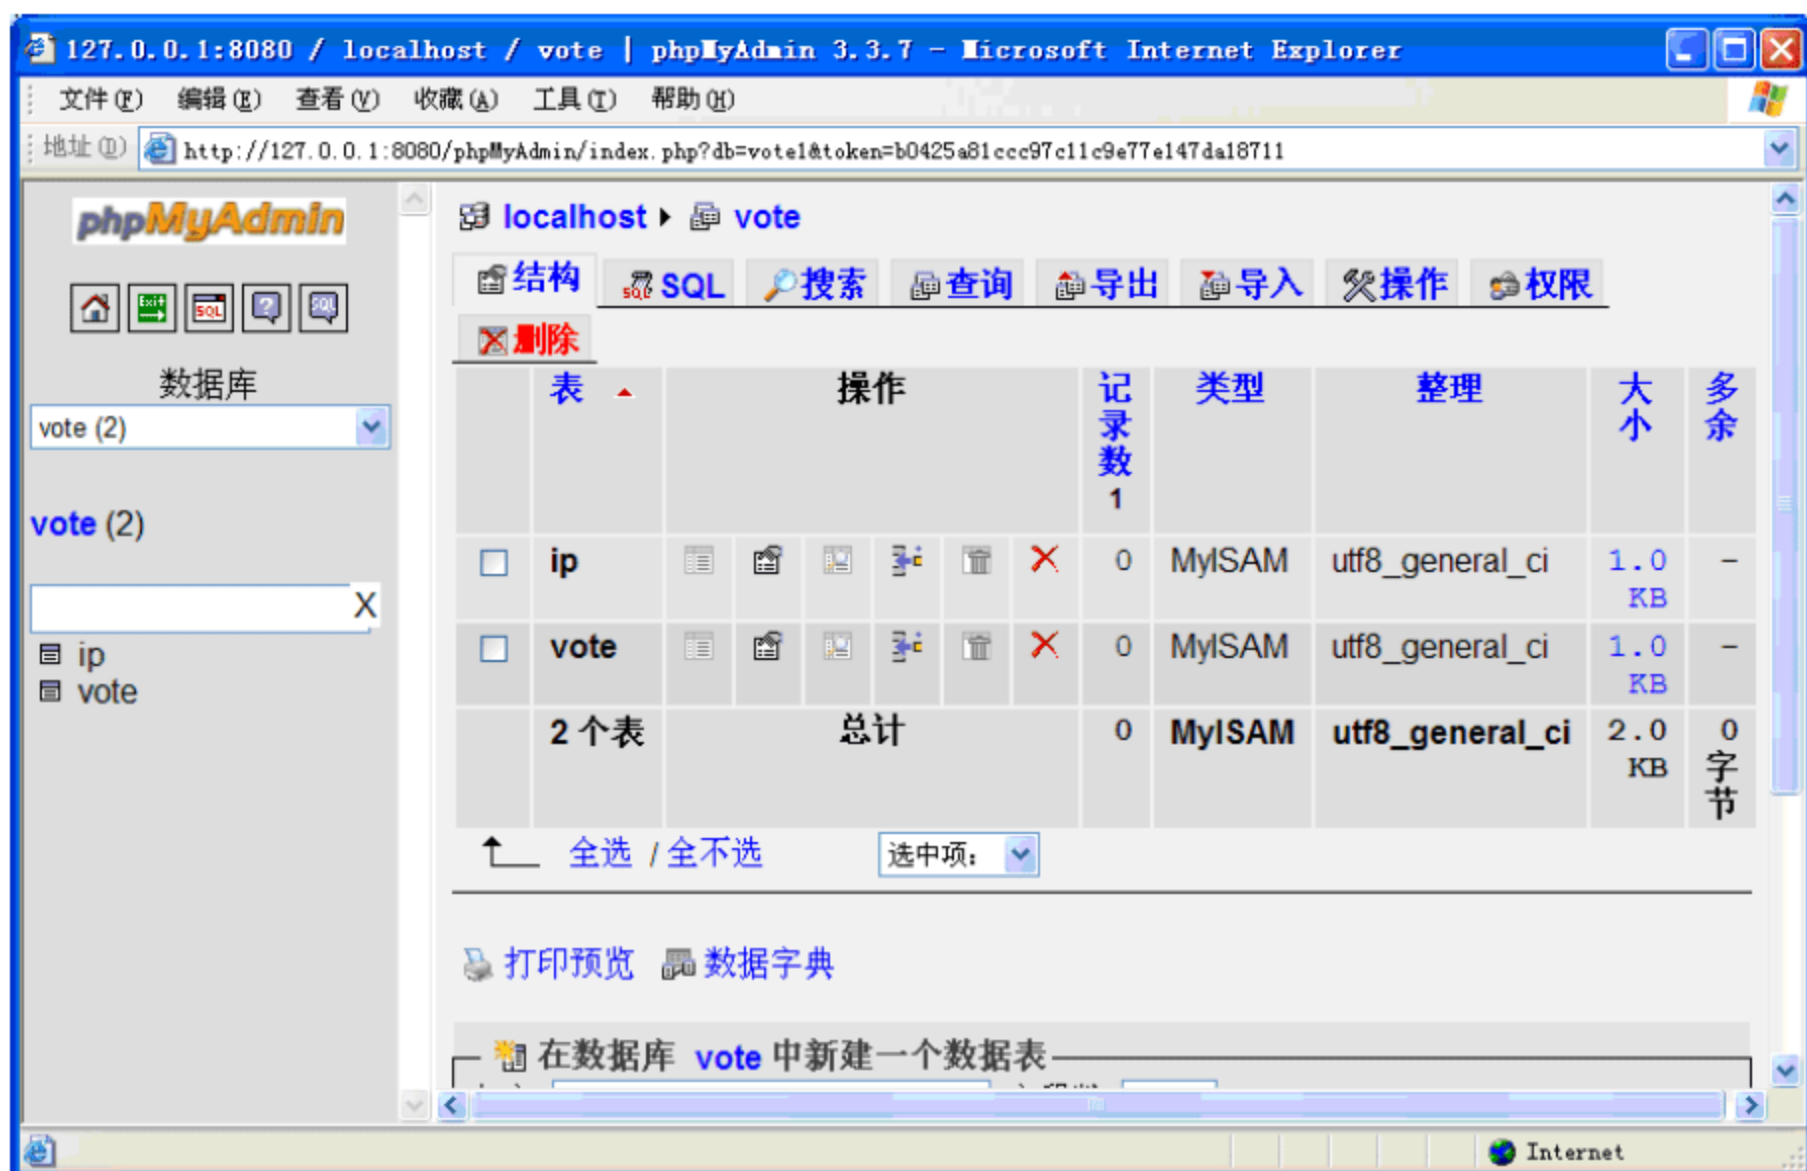 127.0.0.1:8080 / localhost / vote | phpMyAdmin 3.3.7 - Microsoft Internet Explorer
文件(F) 编辑(E) 查看(V) 收藏(A) 工具(T) 帮助(H)
地址(D) http://127.0.0.1:8080/phpMyAdmin/index.php?db=vote1&token=b0425a81ccc97c11c9e77e147da18711
phpMyAdmin
Exit SQL ? SQL
数据库
vote (2)
vote (2)
X
ip
vote
localhost vote
结构 SQL 搜索 查询 导出 导入 操作 权限
删除
表 操作 记录数 1 类型 整理 大小 多余
ip 0 MyISAM utf8_general_ci 1.0 KB –
vote 0 MyISAM utf8_general_ci 1.0 KB –
2 个表 总计 0 MyISAM utf8_general_ci 2.0 KB 0 字节
全选 / 全不选 选中项:
打印预览 数据字典
在数据库 vote 中新建一个数据表
Internet